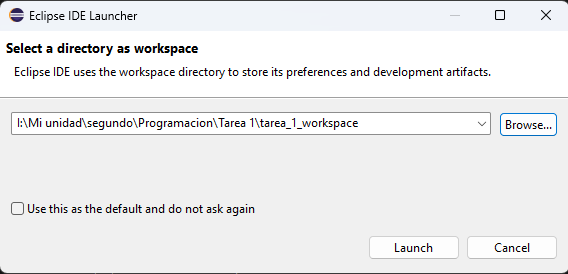 Eclipse IDE Launcher
Select a directory as workspace
Eclipse IDE uses the workspace directory to store its preferences and development artifacts.
I:\Mi unidad\segundo\Programacion\Tarea 1\tarea_1_workspace
Browse...
Use this as the default and do not ask again
Launch
Cancel